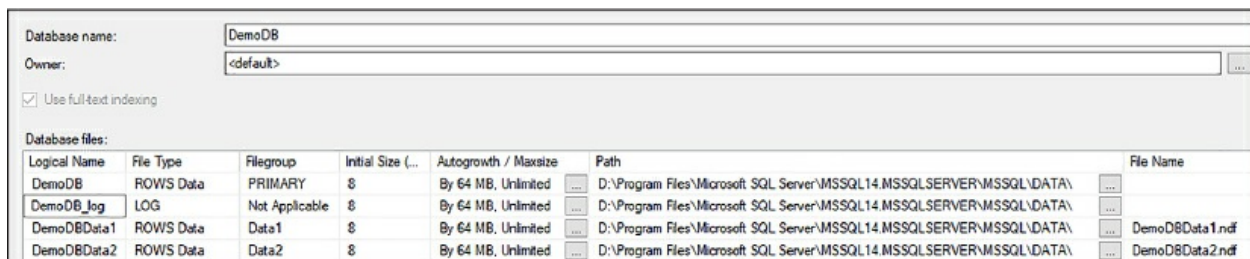 Database name: DemoDB
Owner: <default> ...
Use full-text indexing
Database files:
Logical Name File Type Filegroup Initial Size (... Autogrowth / Maxsize Path File Name
DemoDB ROWS Data PRIMARY 8 By 64 MB, Unlimited ... D:\Program Files\Microsoft SQL Server\MSSQL14.MSSQLSERVER\MSSQL\DATA\ ...
DemoDB_log LOG Not Applicable 8 By 64 MB, Unlimited ... D:\Program Files\Microsoft SQL Server\MSSQL14.MSSQLSERVER\MSSQL\DATA\ ...
DemoDBData1 ROWS Data Data1 8 By 64 MB, Unlimited ... D:\Program Files\Microsoft SQL Server\MSSQL14.MSSQLSERVER\MSSQL\DATA\ ... DemoDBData1.ndf
DemoDBData2 ROWS Data Data2 8 By 64 MB, Unlimited ... D:\Program Files\Microsoft SQL Server\MSSQL14.MSSQLSERVER\MSSQL\DATA\ ... DemoDBData2.ndf